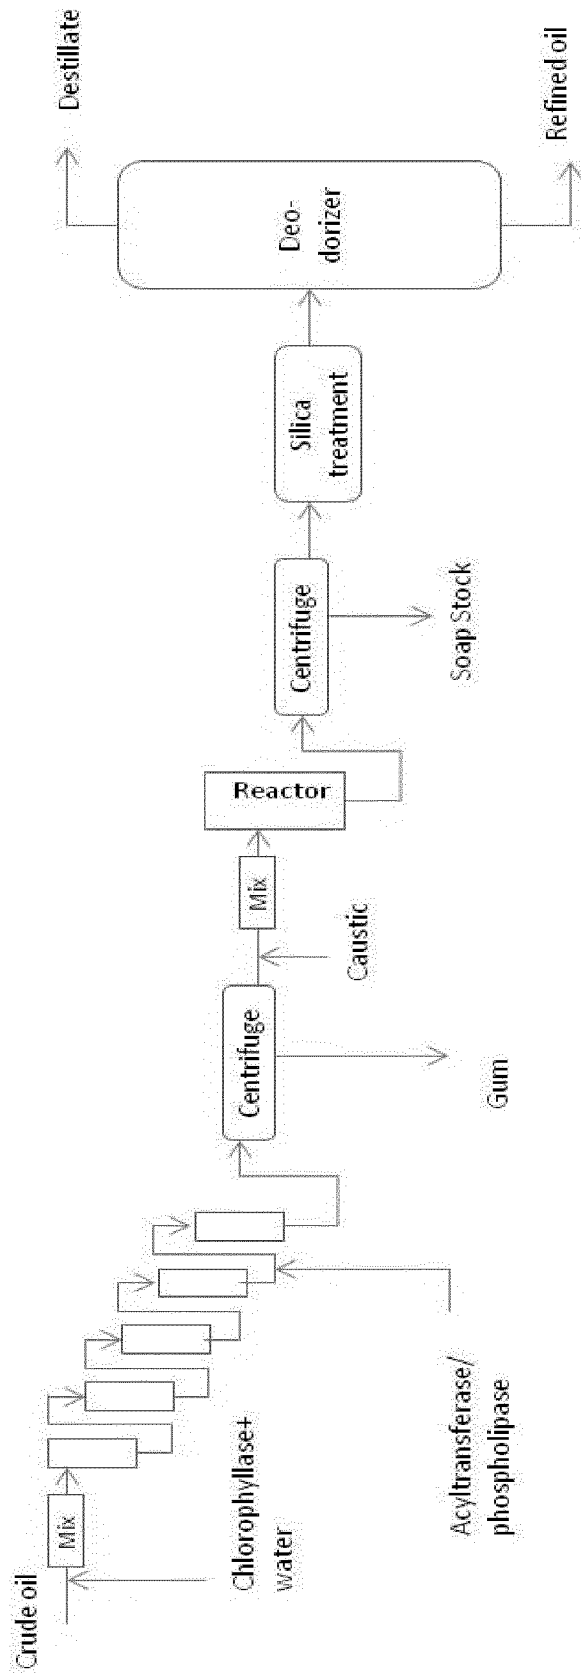 Crude oil
Mix
Chlorophyllase+
water
Acyltransferase/
phospholipase
Centrifuge
Gum
Caustic
Mix
Reactor
Centrifuge
Soap Stock
Silica
treatment
Deo-
dorizer
Destillate
Refined oil